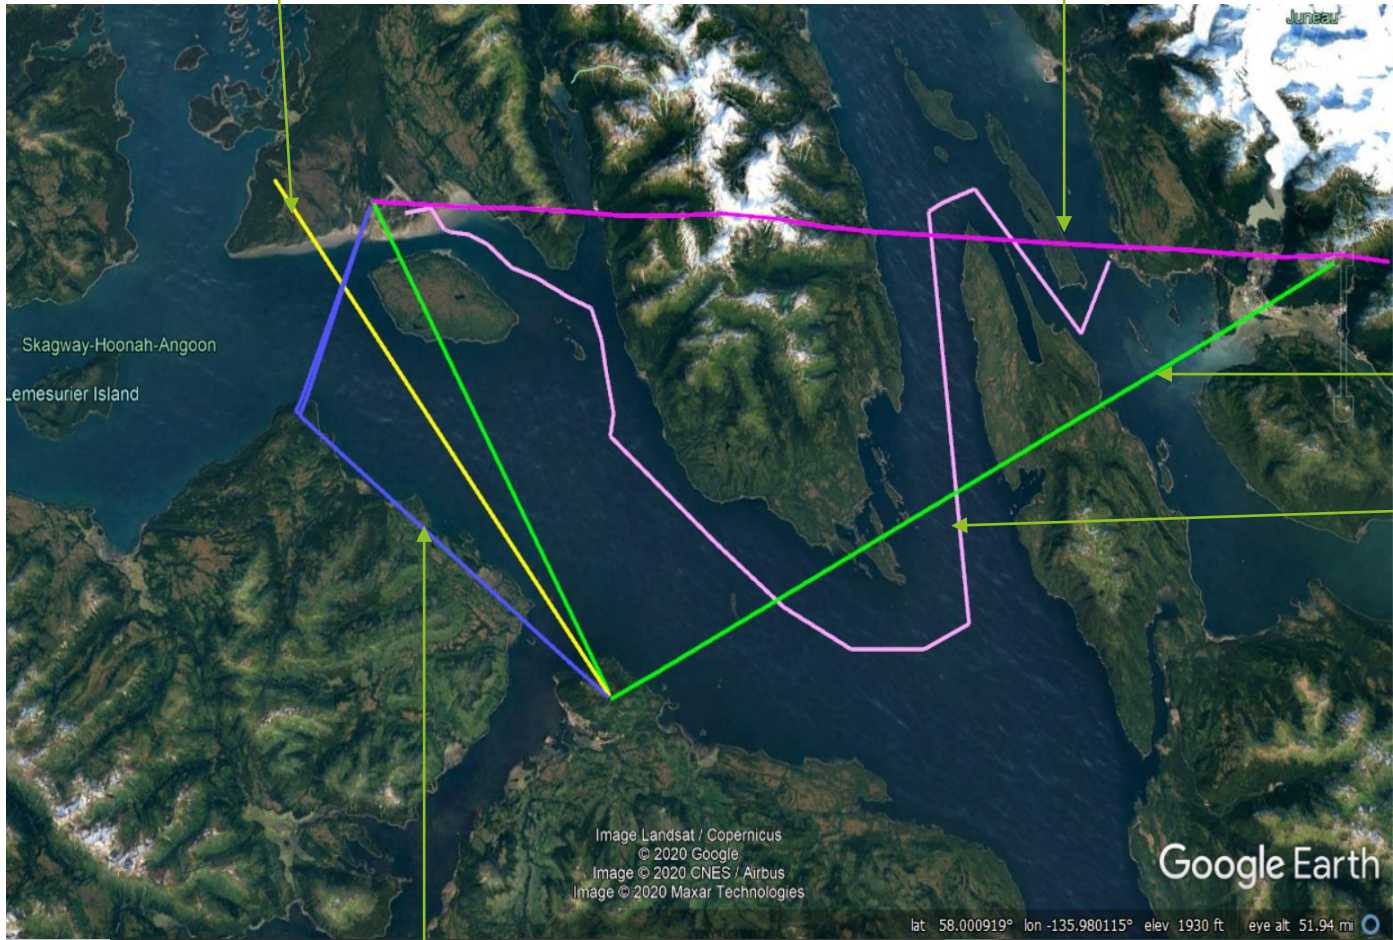 Juneau
Skagway-Hoonah-Angoon
Lemesurier Island
Image Landsat / Copernicus
© 2020 Google
Image © 2020 CNES / Airbus
Image © 2020 Maxar Technologies
Google Earth
lat 58.000919° lon -135.980115° elev 1930 ft eye alt 51.94 mi